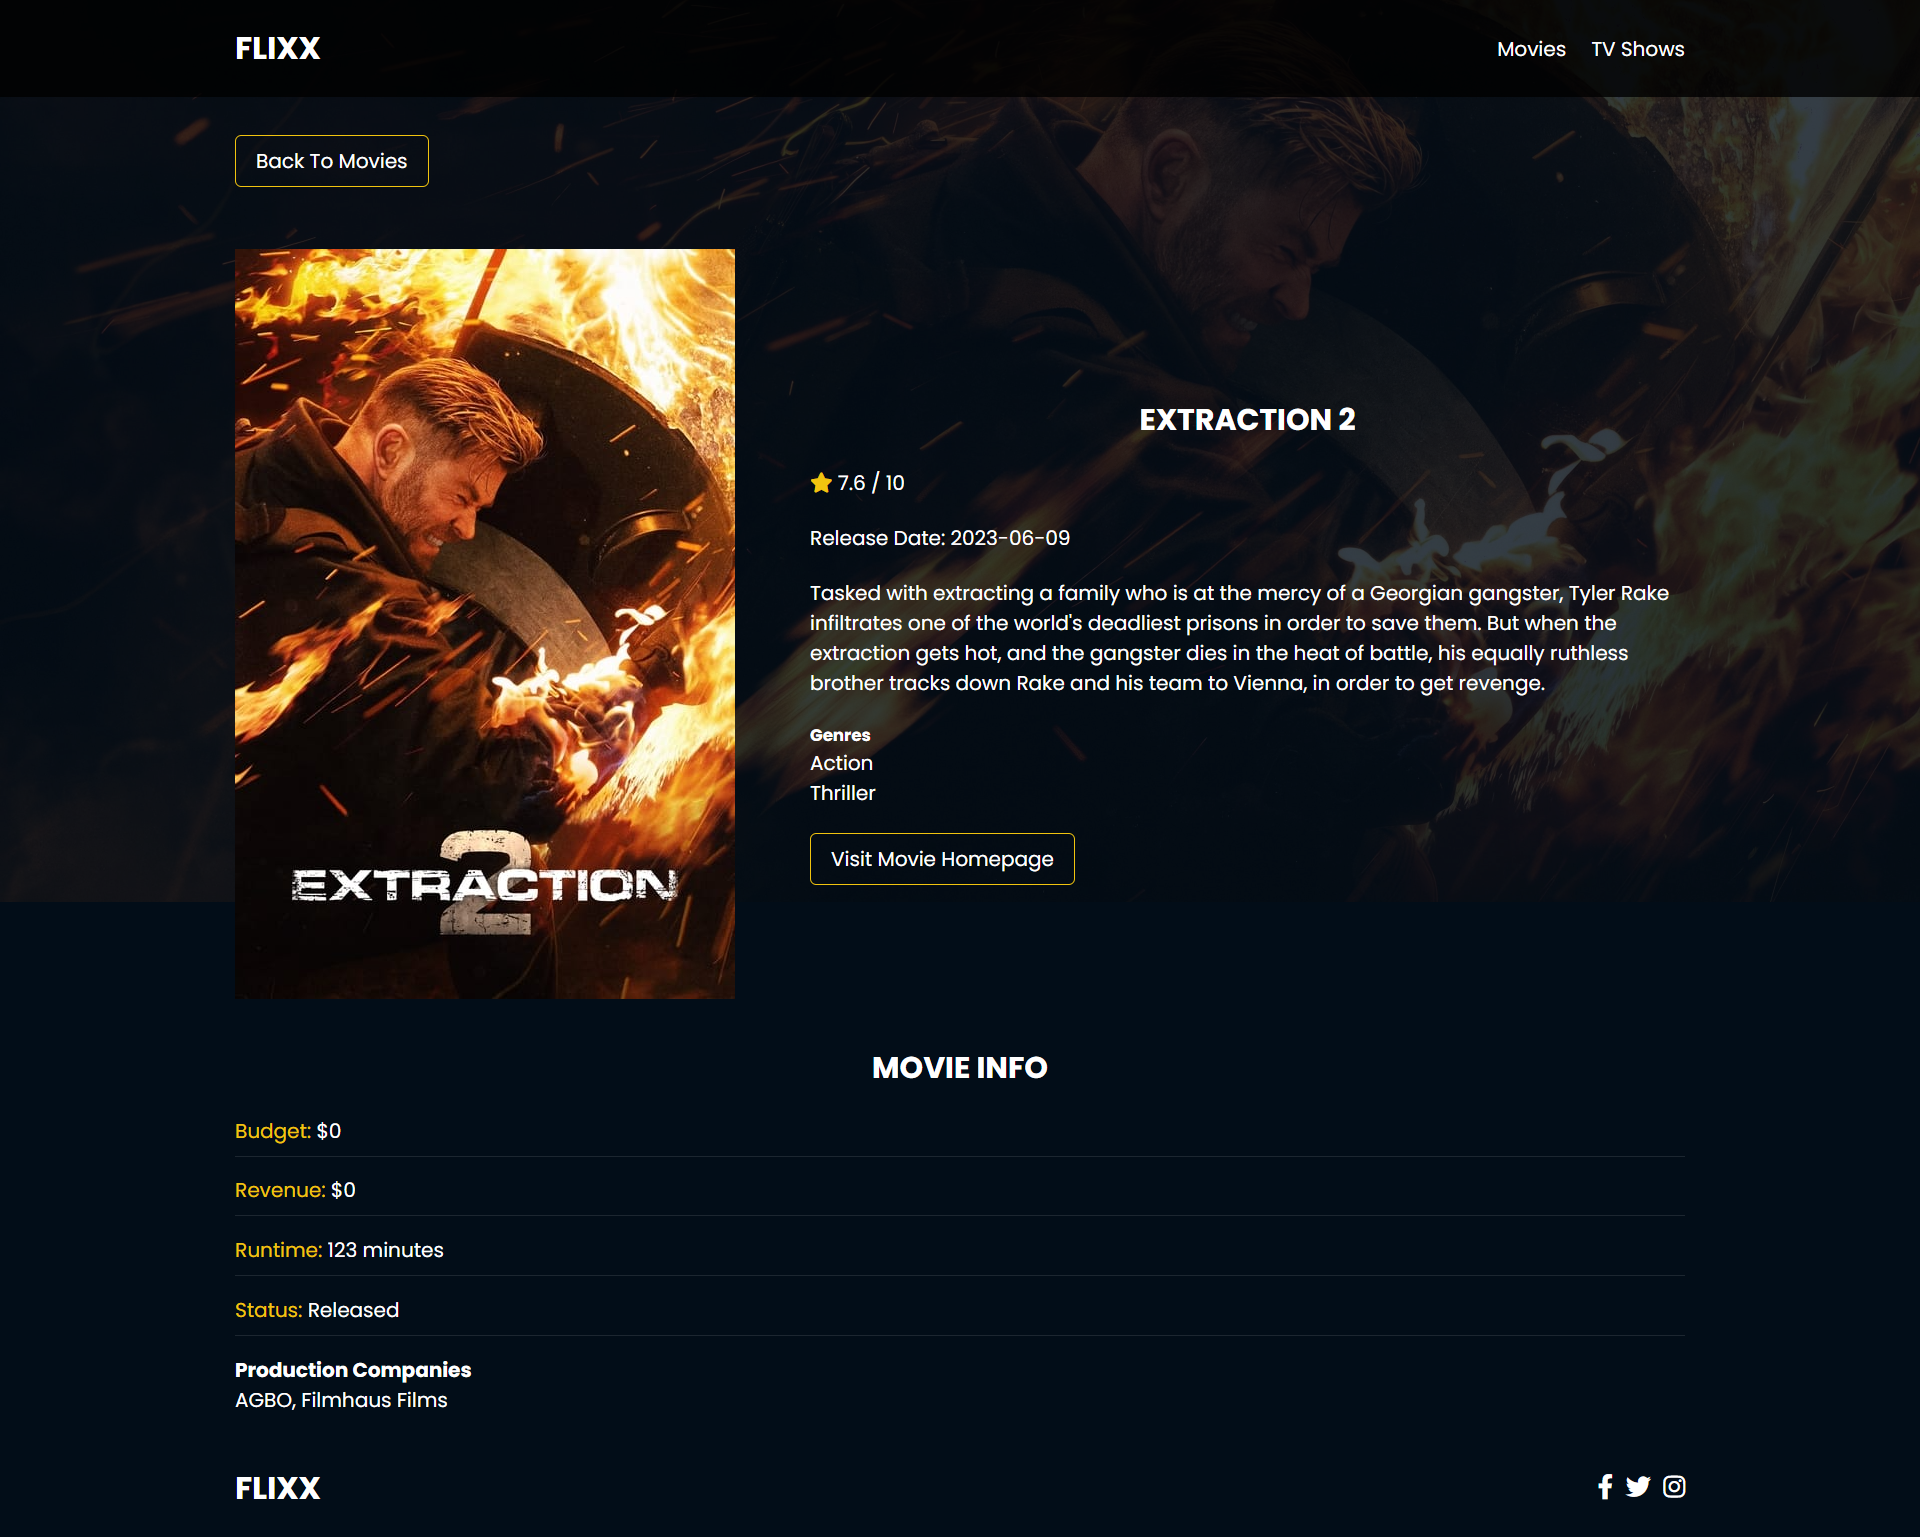 FLIXX
Movies TV Shows
Back To Movies
EXTRACTION 2
EXTRACTION 2
7.6 / 10
Release Date: 2023-06-09
Tasked with extracting a family who is at the mercy of a Georgian gangster, Tyler Rake
infiltrates one of the world's deadliest prisons in order to save them. But when the
extraction gets hot, and the gangster dies in the heat of battle, his equally ruthless
brother tracks down Rake and his team to Vienna, in order to get revenge.
Genres
Action
Thriller
Visit Movie Homepage
MOVIE INFO
Budget: $0
Revenue: $0
Runtime: 123 minutes
Status: Released
Production Companies
AGBO, Filmhaus Films
FLIXX